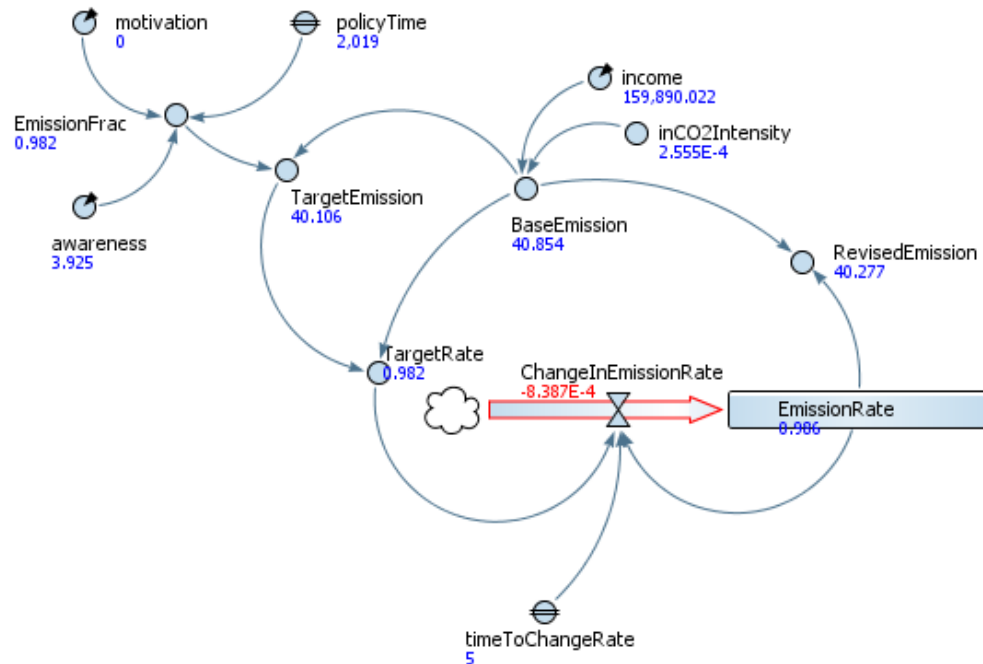 motivation
0
policyTime
2,019
EmissionFrac
0.982
income
159,890.022
inCO2Intensity
2.555E-4
TargetEmission
40.106
BaseEmission
40.854
awareness
3.925
RevisedEmission
40.277
TargetRate
0.982
ChangeInEmissionRate
-8.387E-4
EmissionRate
0.986
timeToChangeRate
5